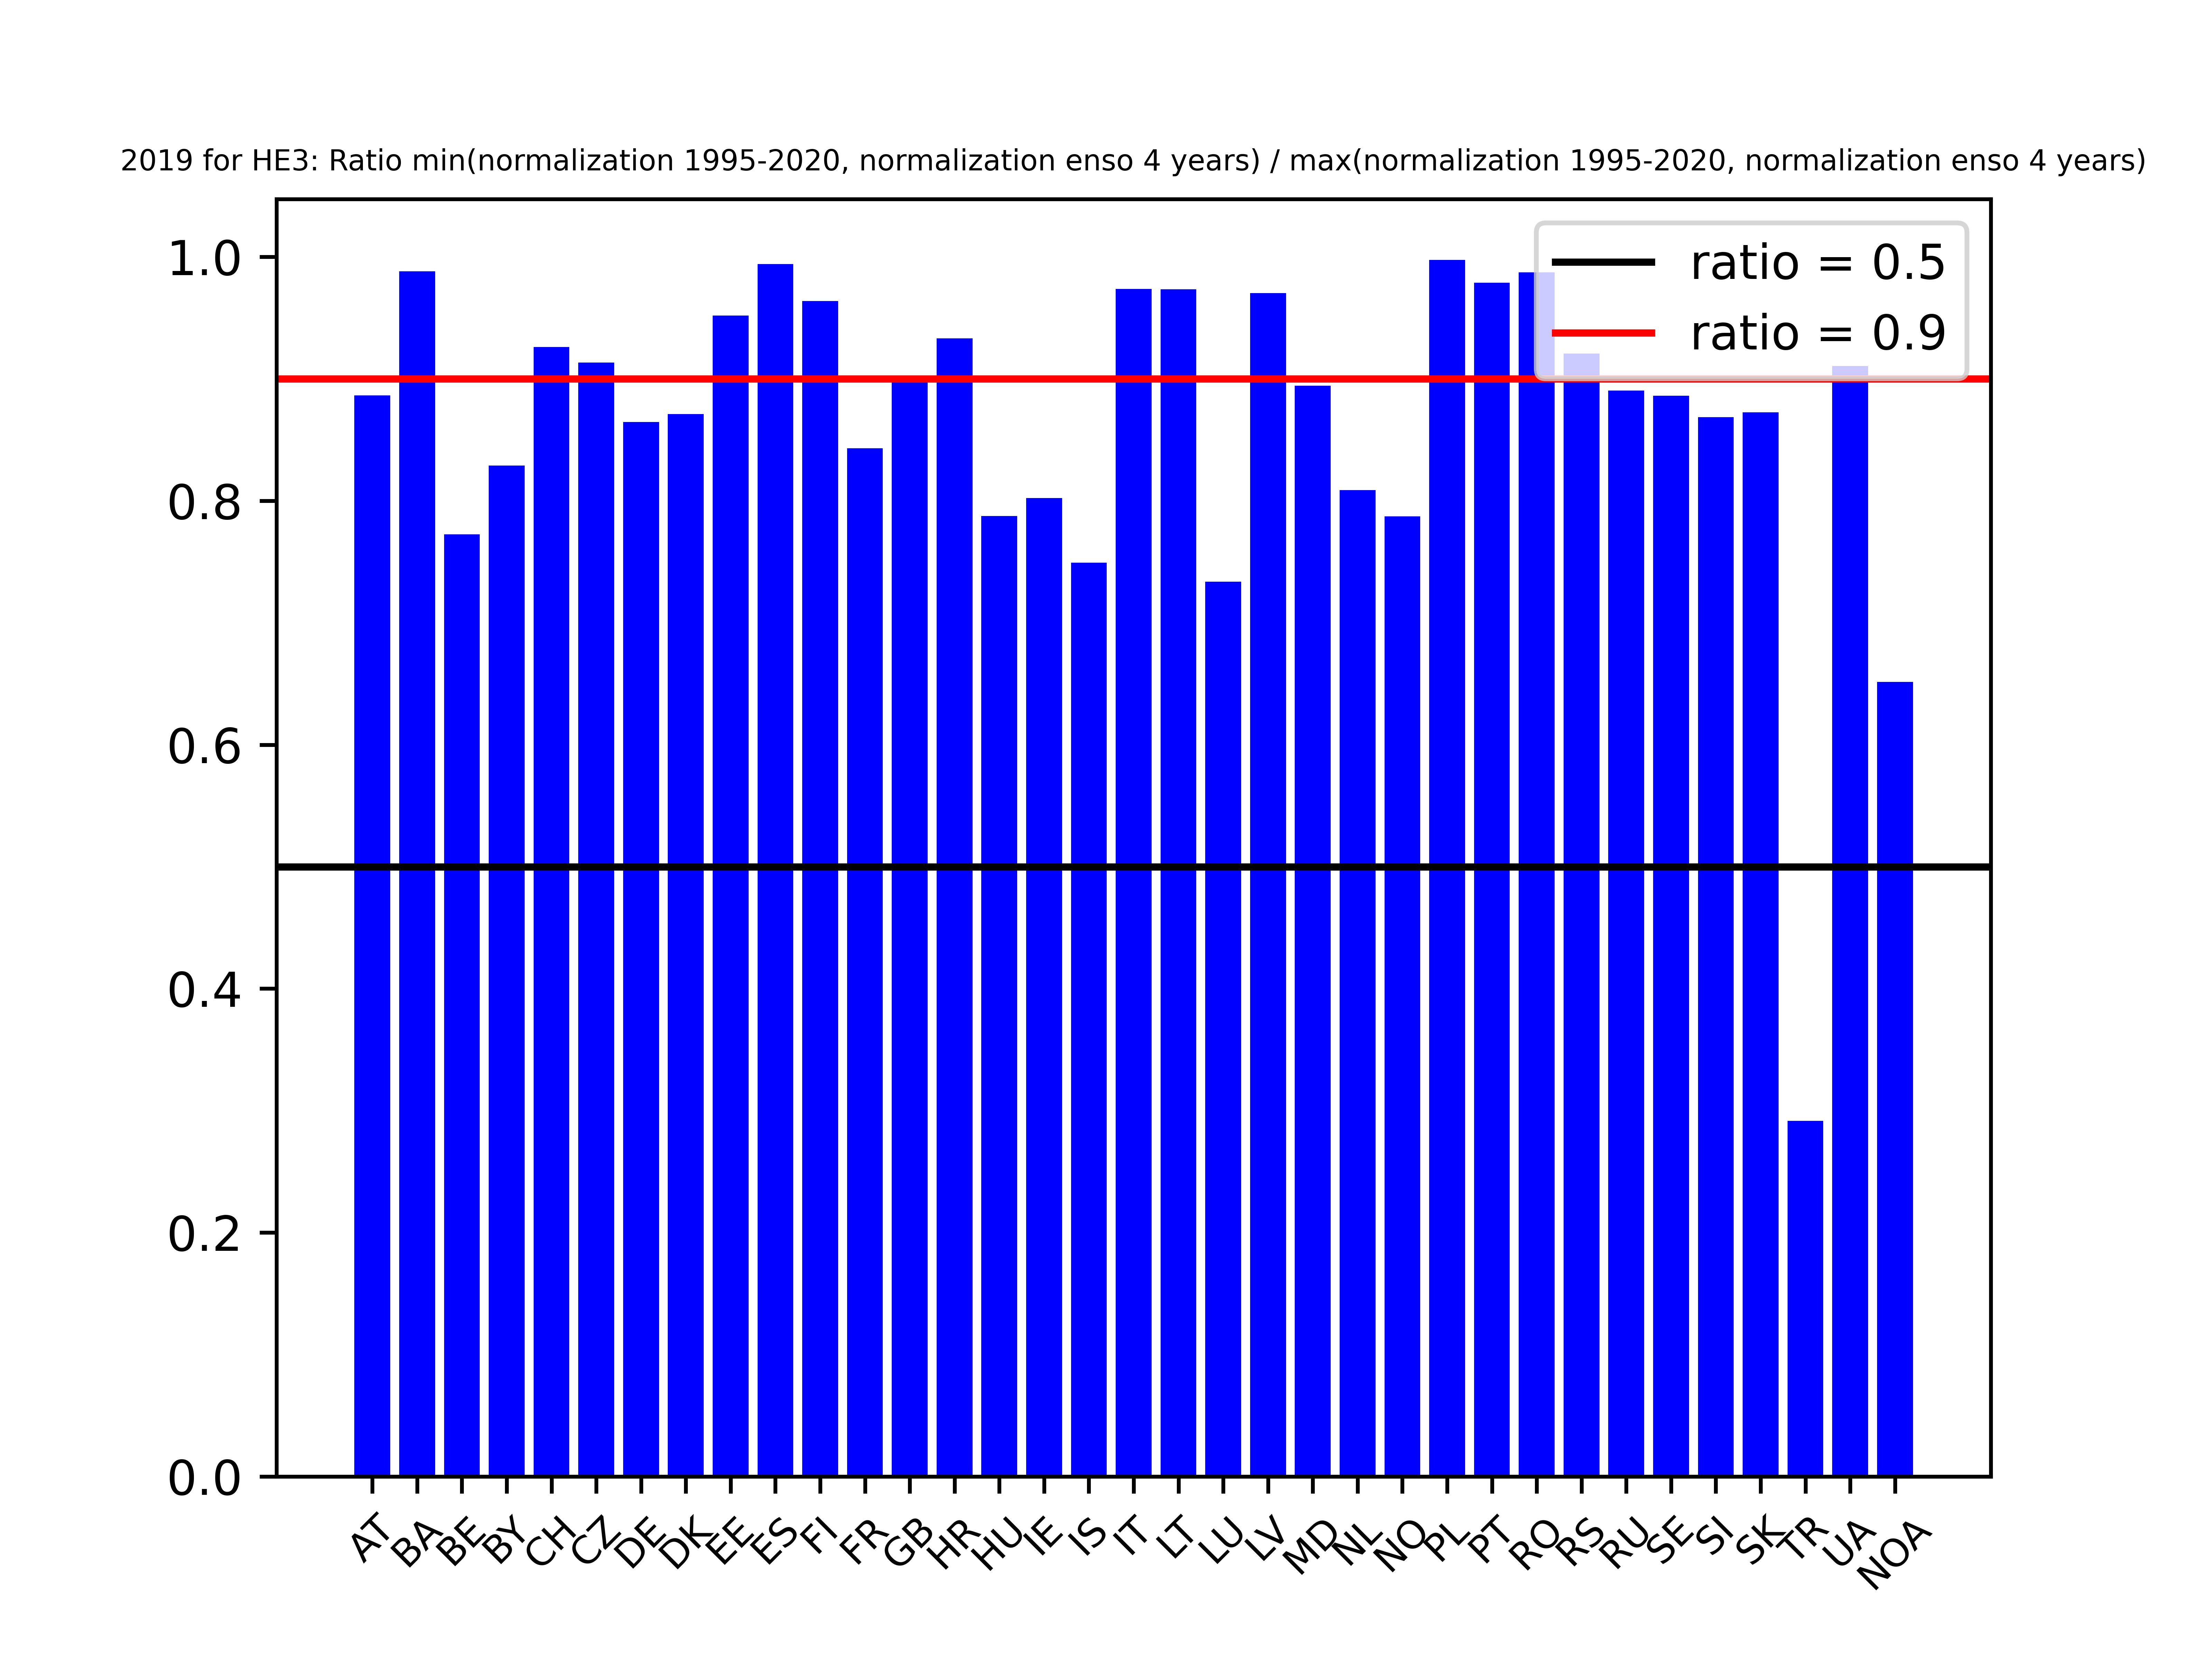 2019 for HE3: Ratio min(normalization 1995-2020, normalization enso 4 years) / max(normalization 1995-2020, normalization enso 4 years)
ratio = 0.5
ratio = 0.9
1.0
0.8
0.6
0.4
0.2
0.0
AT BA BE BY CH CZ DE DK EE ES FI FR GB HR HU IE IS IT LT LU LV MD NL NO PL PT RO RS RU SE SI SK TR UA NOA